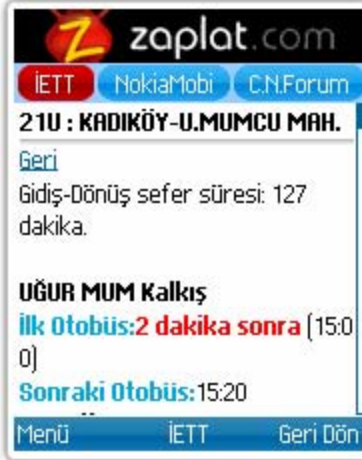 Z zaplat.com
İETT NokiaMobi C.N.Forum
21U : KADIKÖY-U.MUMCU MAH.
Geri
Gidiş-Dönüş sefer süresi: 127
dakika.
UĞUR MUM Kalkış
İlk Otobüs:2 dakika sonra (15:0
0)
Sonraki Otobüs:15:20
Menü İETT Geri Dön